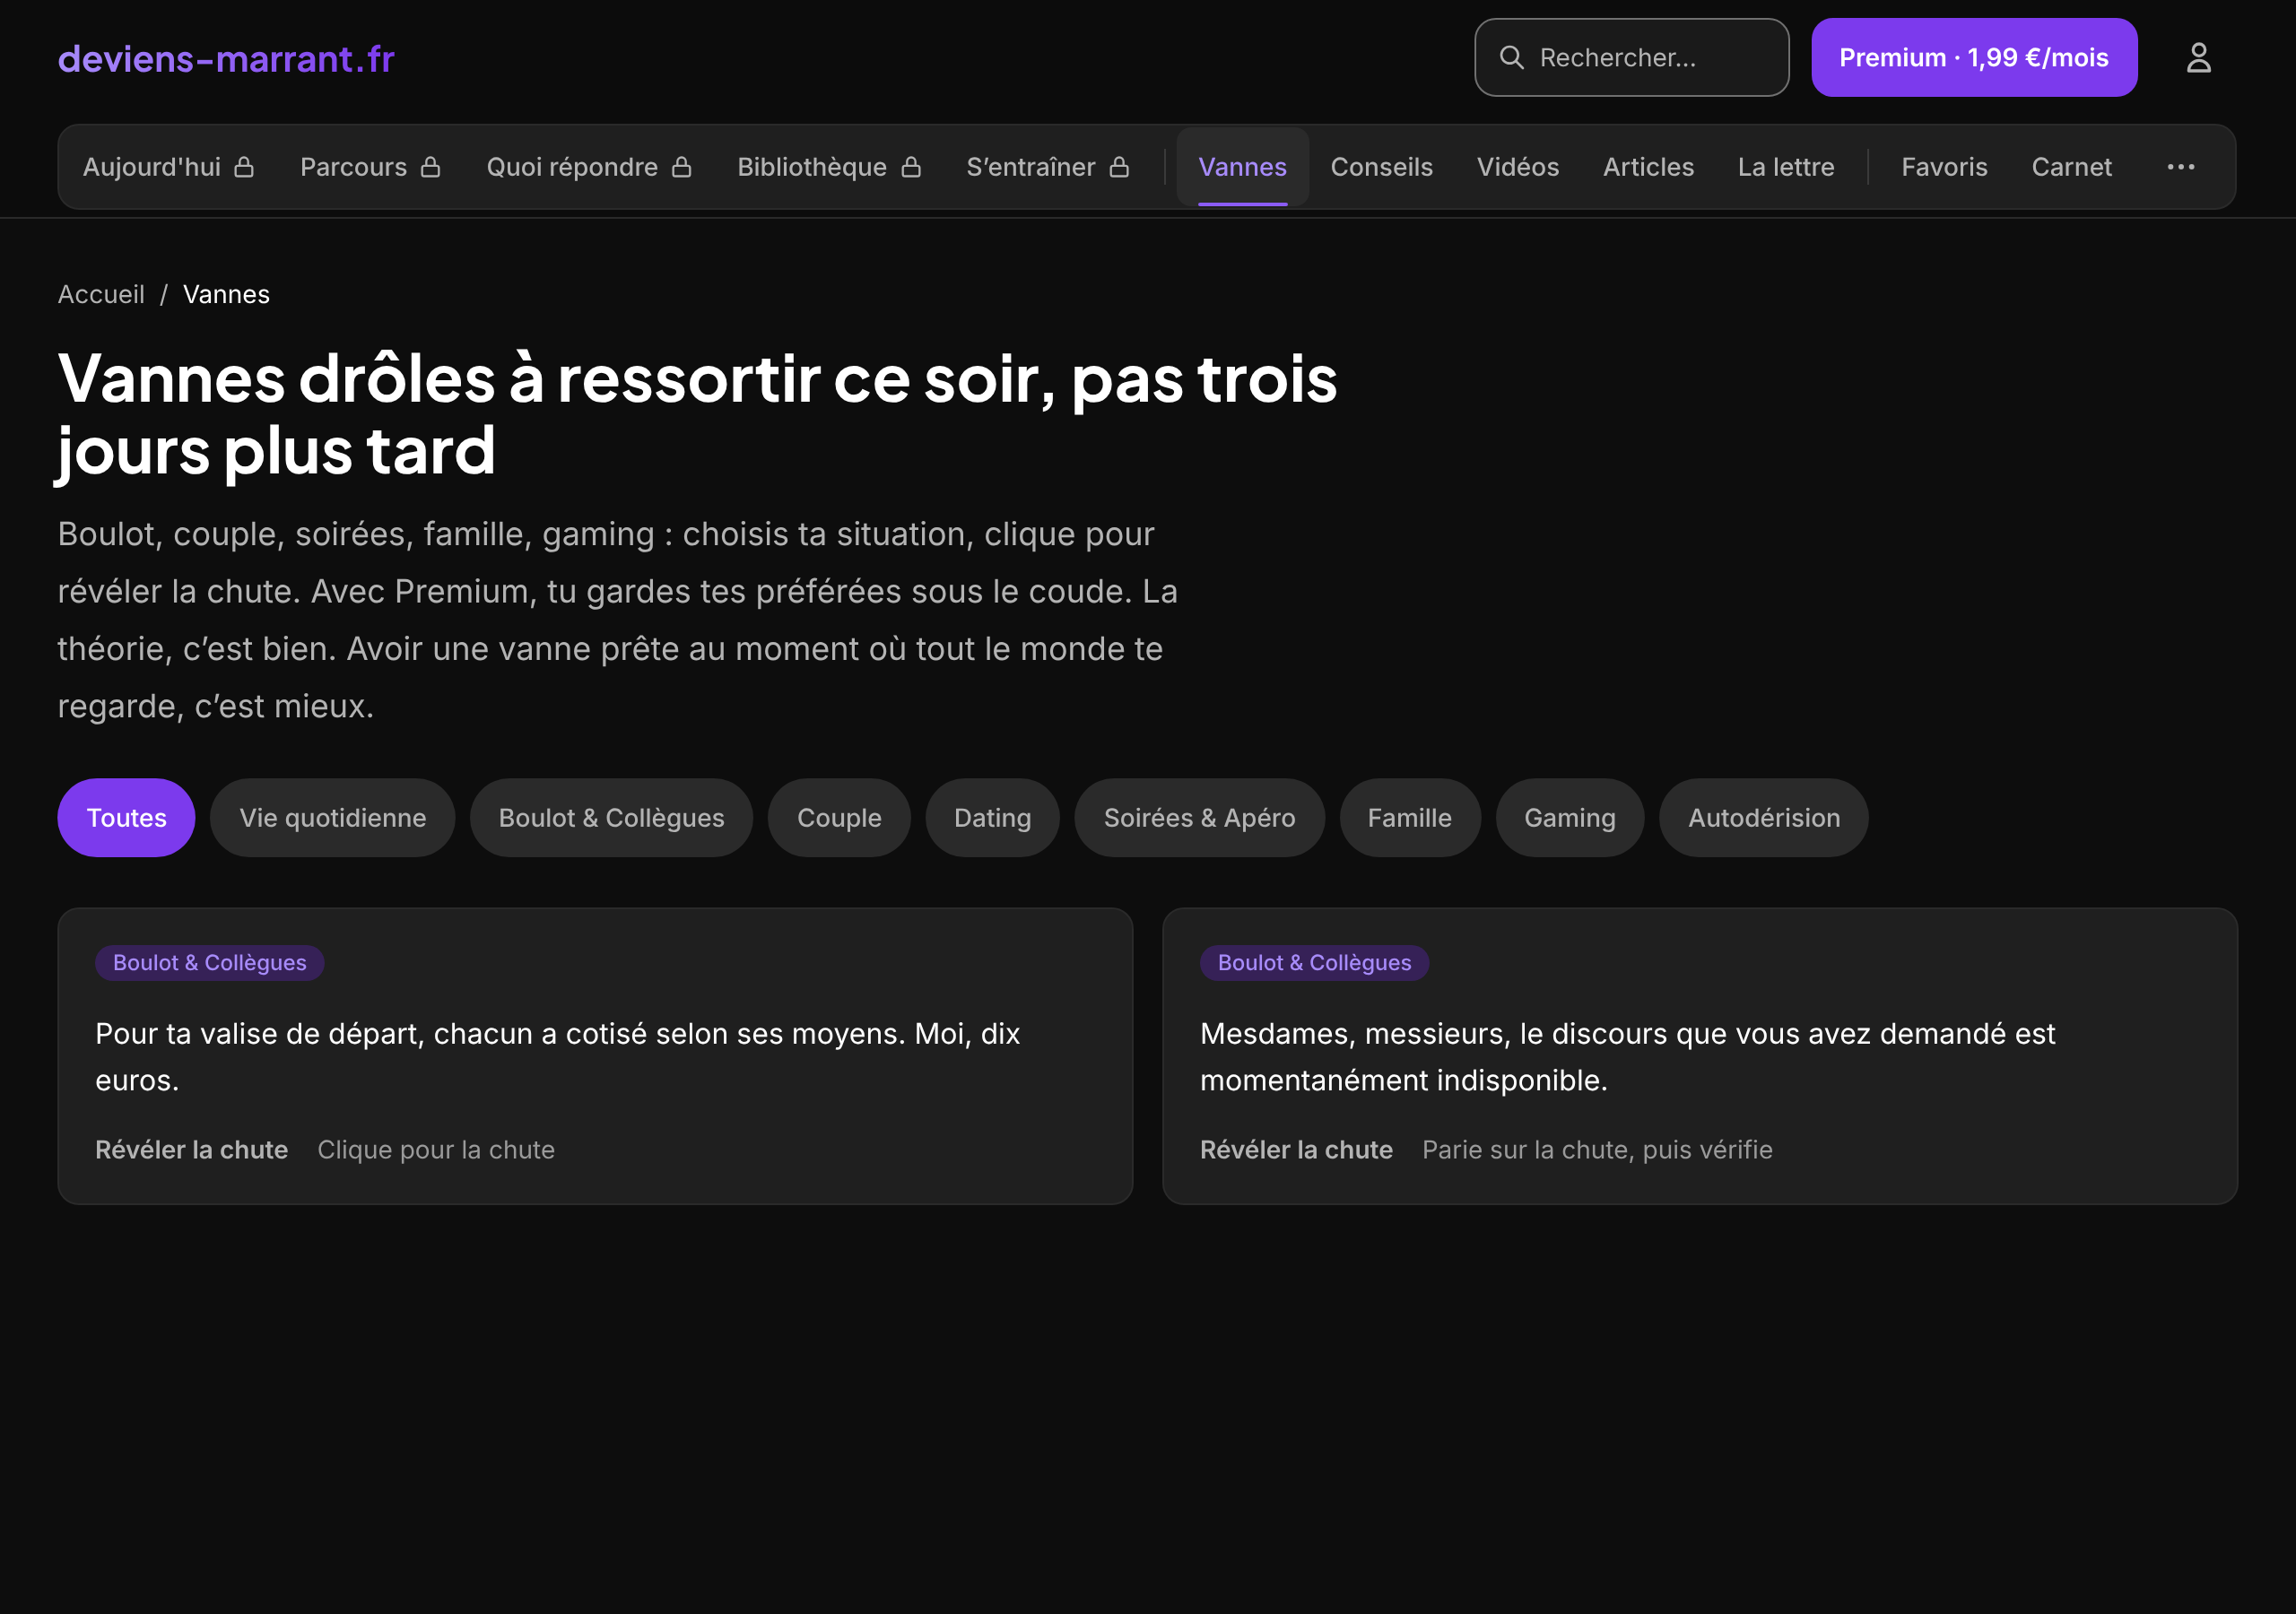 deviens-marrant.fr
Rechercher...
Premium · 1,99 €/mois
Aujourd'hui
Parcours
Quoi répondre
Bibliothèque
S’entraîner
Vannes
Conseils
Vidéos
Articles
La lettre
Favoris
Carnet
Accueil / Vannes
Vannes drôles à ressortir ce soir, pas trois
jours plus tard
Boulot, couple, soirées, famille, gaming : choisis ta situation, clique pour
révéler la chute. Avec Premium, tu gardes tes préférées sous le coude. La
théorie, c’est bien. Avoir une vanne prête au moment où tout le monde te
regarde, c’est mieux.
Toutes
Vie quotidienne
Boulot & Collègues
Couple
Dating
Soirées & Apéro
Famille
Gaming
Autodérision
Boulot & Collègues
Pour ta valise de départ, chacun a cotisé selon ses moyens. Moi, dix
euros.
Révéler la chute Clique pour la chute
Boulot & Collègues
Mesdames, messieurs, le discours que vous avez demandé est
momentanément indisponible.
Révéler la chute Parie sur la chute, puis vérifie